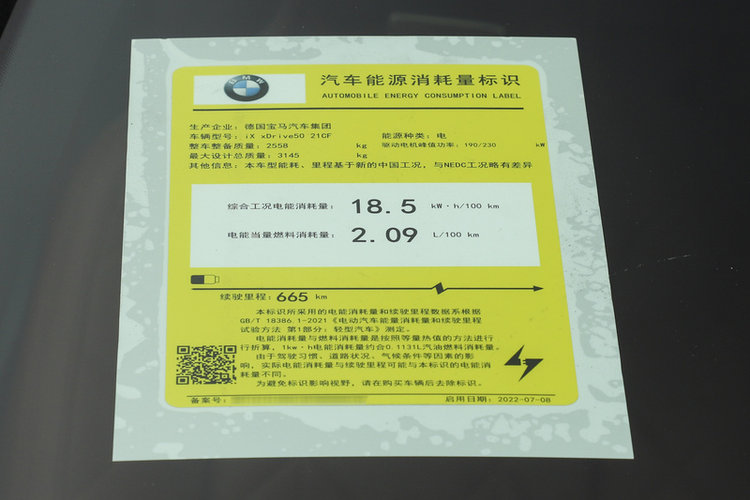 BMW
汽车能源消耗量标识
AUTOMOBILE ENERGY CONSUMPTION LABEL
生产企业：德国宝马汽车集团
车辆型号：iX xDrive50 21CF 能源种类：电
整车整备质量：2558 kg 驱动电机峰值功率：190/230 kW
最大设计总质量：3145 kg
其他信息：本车型能耗、里程基于新的中国工况，与NEDC工况略有差异
综合工况电能消耗量：18.5 kW·h/100 km
电能当量燃料消耗量：2.09 L/100 km
续驶里程：665 km
本标识所采用的电能消耗量和续驶里程数据系根据
GB/T 18386.1-2021《电动汽车能量消耗量和续驶里程
试验方法 第1部分：轻型汽车》测定。
电能消耗量与燃料消耗量是按照等量热值的方法进行
行折算，1kw·h电能消耗量约合0.1131L汽油燃料消耗量。
由于驾驶习惯、道路状况、气候条件等因素的影
响，实际电能消耗量与续驶里程可能与本标识的电能消
耗量不同。
为避免标识影响视野，请在购买车辆后去除标识。
备案号： 启用日期：2022-07-08